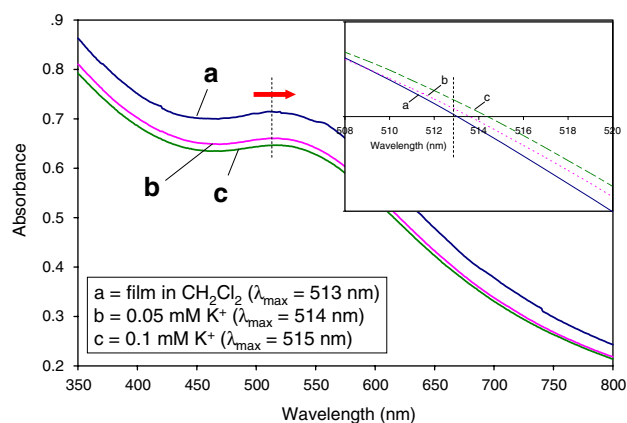 .9
0.8
0.7
0.6
0.5
0.4
0.3
0.2
Absorbance
350 400 450 500 550 600 650 700 750 800
Wavelength (nm)
a
b
c
a = film in CH₂Cl₂ (λmax = 513 nm)
b = 0.05 mM K⁺ (λmax = 514 nm)
c = 0.1 mM K⁺ (λmax = 515 nm)
a
b
c
508 510 512 514 516 518 520
Wavelength (nm)